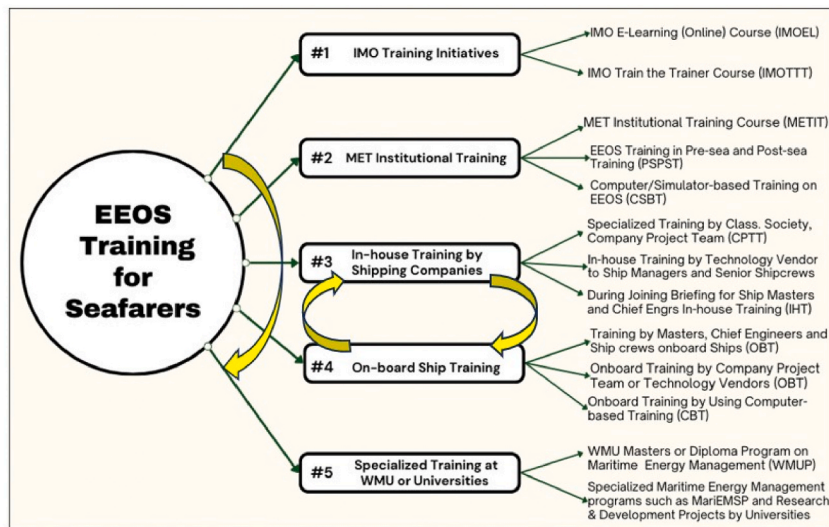 EEOS
Training
for
Seafarers
#1 IMO Training Initiatives
IMO E-Learning (Online) Course (IMOEL)
IMO Train the Trainer Course (IMOTTT)
#2 MET Institutional Training
MET Institutional Training Course (METIT)
EEOS Training in Pre-sea and Post-sea
Training (PSPST)
Computer/Simulator-based Training on
EEOS (CSBT)
#3 In-house Training by
Shipping Companies
Specialized Training by Class. Society,
Company Project Team (CPTT)
In-house Training by Technology Vendor
to Ship Managers and Senior Shipcrews
During Joining Briefing for Ship Masters
and Chief Engrs In-house Training (IHT)
#4 On-board Ship Training
Training by Masters, Chief Engineers and
Ship crews onboard Ships (OBT)
Onboard Training by Company Project
Team or Technology Vendors (OBT)
Onboard Training by Using Computer-
based Training (CBT)
#5 Specialized Training at
WMU or Universities
WMU Masters or Diploma Program on
Maritime Energy Management (WMUP)
Specialized Maritime Energy Management
programs such as MariEMSP and Research
& Development Projects by Universities